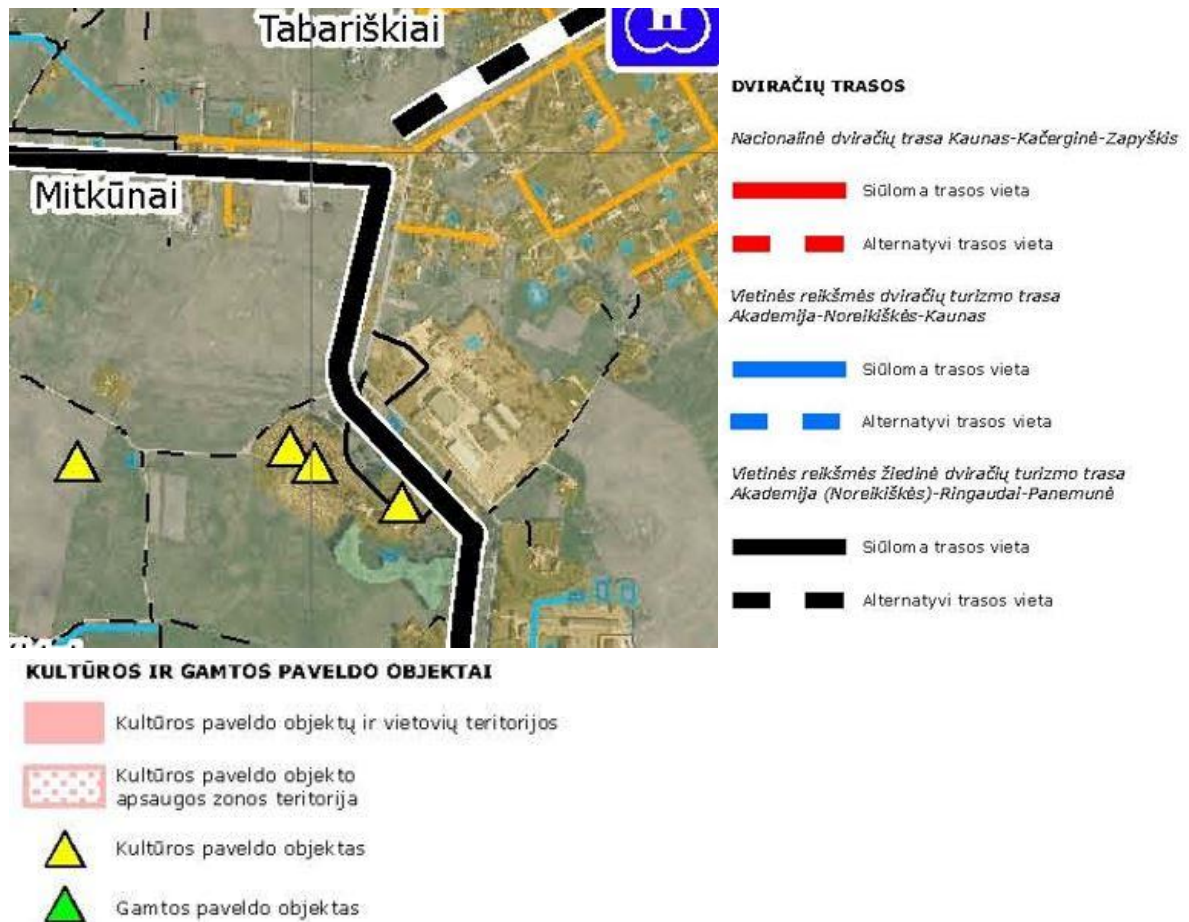 Tabariškiai
Mitkūnai
DVIRAČIŲ TRASOS
Nacionalinė dviračių trasa Kaunas-Kačerginė-Zapyškis
Siūloma trasos vieta
Alternatyvi trasos vieta
Vietinės reikšmės dviračių turizmo trasa
Akademija-Noreikiškės-Kaunas
Siūloma trasos vieta
Alternatyvi trasos vieta
Vietinės reikšmės žiedinė dviračių turizmo trasa
Akademija (Noreikiškės)-Ringaudai-Panemunė
Siūloma trasos vieta
Alternatyvi trasos vieta
KULTŪROS IR GAMTOS PAVELDO OBJEKTAI
Kultūros paveldo objektų ir vietovių teritorijos
Kultūros paveldo objekto
apsaugos zonos teritorija
Kultūros paveldo objektas
Gamtos paveldo objektas